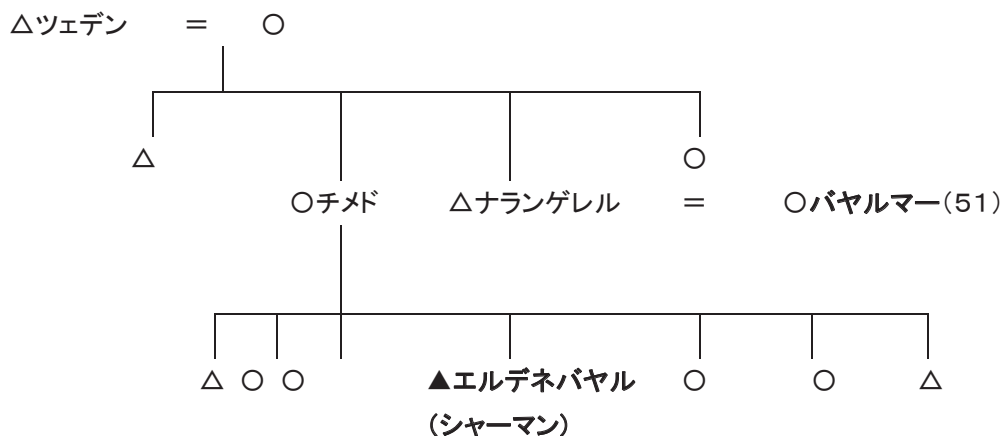 △ツェデン = ○
△ ○
○チメド △ナランゲレル = ○バヤルマー(51)
△ ○ ○ ▲エルデネバヤル ○ ○ △
(シャーマン)